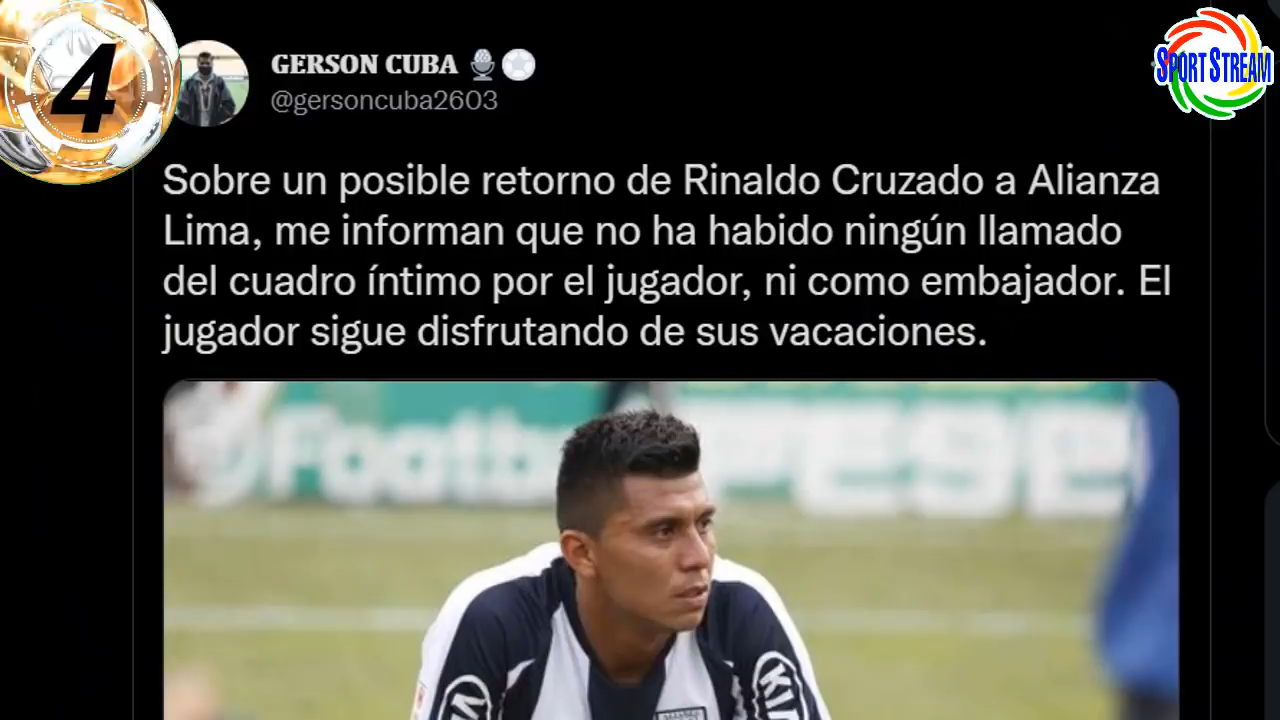 4
GERSON CUBA
@gersoncuba2603
SPORT STREAM
Sobre un posible retorno de Rinaldo Cruzado a Alianza
Lima, me informan que no ha habido ningún llamado
del cuadro íntimo por el jugador, ni como embajador. El
jugador sigue disfrutando de sus vacaciones.